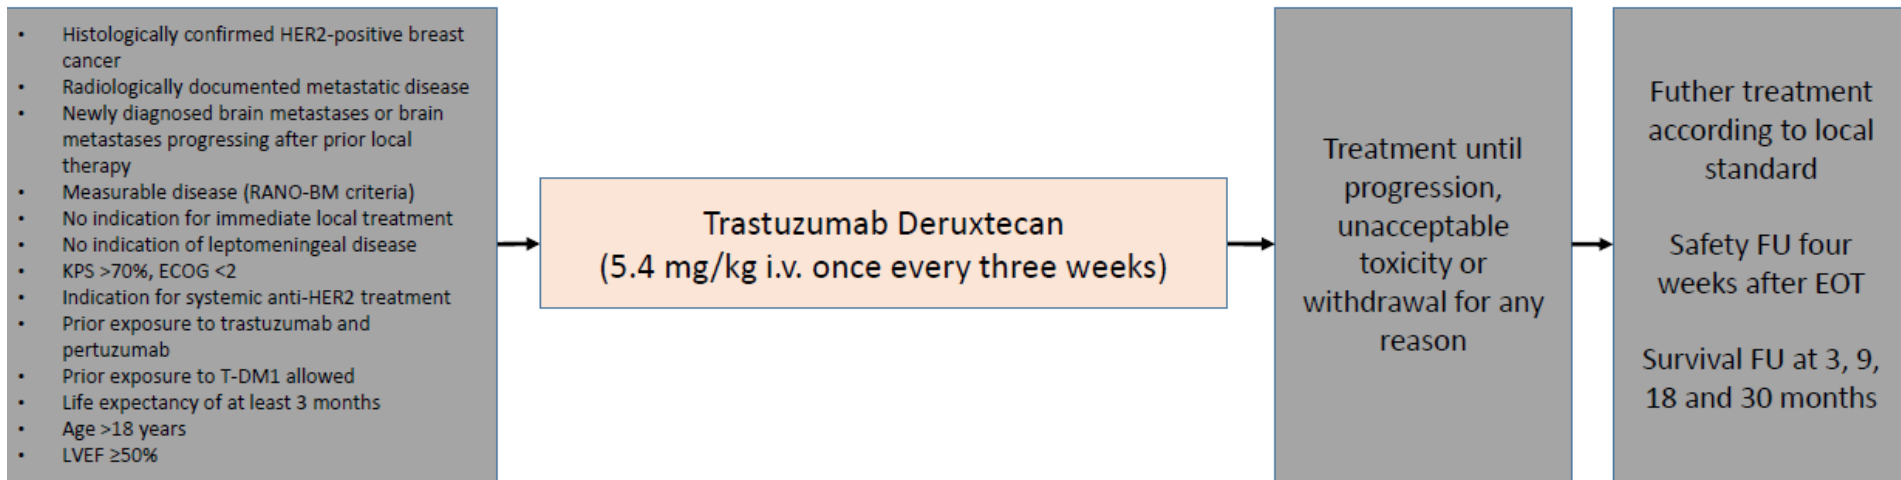 • Histologically confirmed HER2-positive breast
cancer
• Radiologically documented metastatic disease
• Newly diagnosed brain metastases or brain
metastases progressing after prior local
therapy
• Measurable disease (RANO-BM criteria)
• No indication for immediate local treatment
• No indication of leptomeningeal disease
• KPS >70%, ECOG <2
• Indication for systemic anti-HER2 treatment
• Prior exposure to trastuzumab and
pertuzumab
• Prior exposure to T-DM1 allowed
• Life expectancy of at least 3 months
• Age >18 years
• LVEF ≥50%
Trastuzumab Deruxtecan
(5.4 mg/kg i.v. once every three weeks)
Treatment until
progression,
unacceptable
toxicity or
withdrawal for any
reason
Futher treatment
according to local
standard
Safety FU four
weeks after EOT
Survival FU at 3, 9,
18 and 30 months